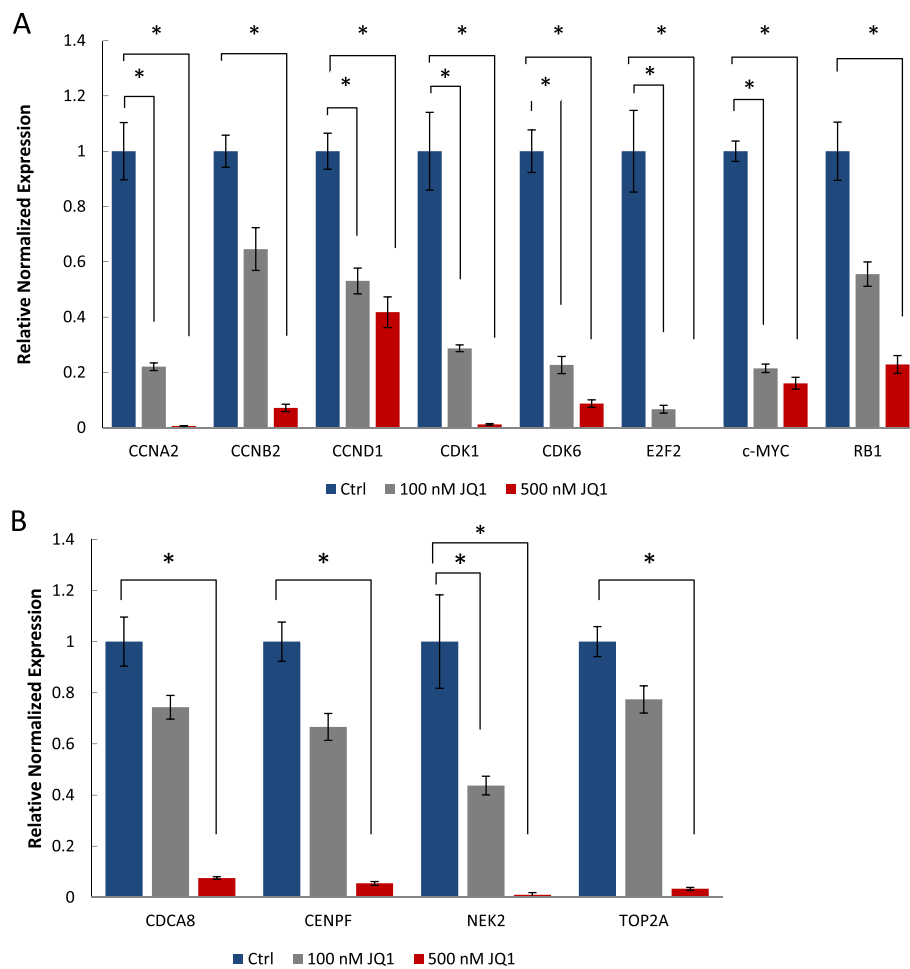 A
* * * * * * * *
* * * * * *
Relative Normalized Expression
1.4
1.2
1
0.8
0.6
0.4
0.2
0
CCNA2 CCNB2 CCND1 CDK1 CDK6 E2F2 c-MYC RB1
Ctrl 100 nM JQ1 500 nM JQ1
B
* * * *
*
Relative Normalized Expression
1.4
1.2
1
0.8
0.6
0.4
0.2
0
CDCA8 CENPF NEK2 TOP2A
Ctrl 100 nM JQ1 500 nM JQ1